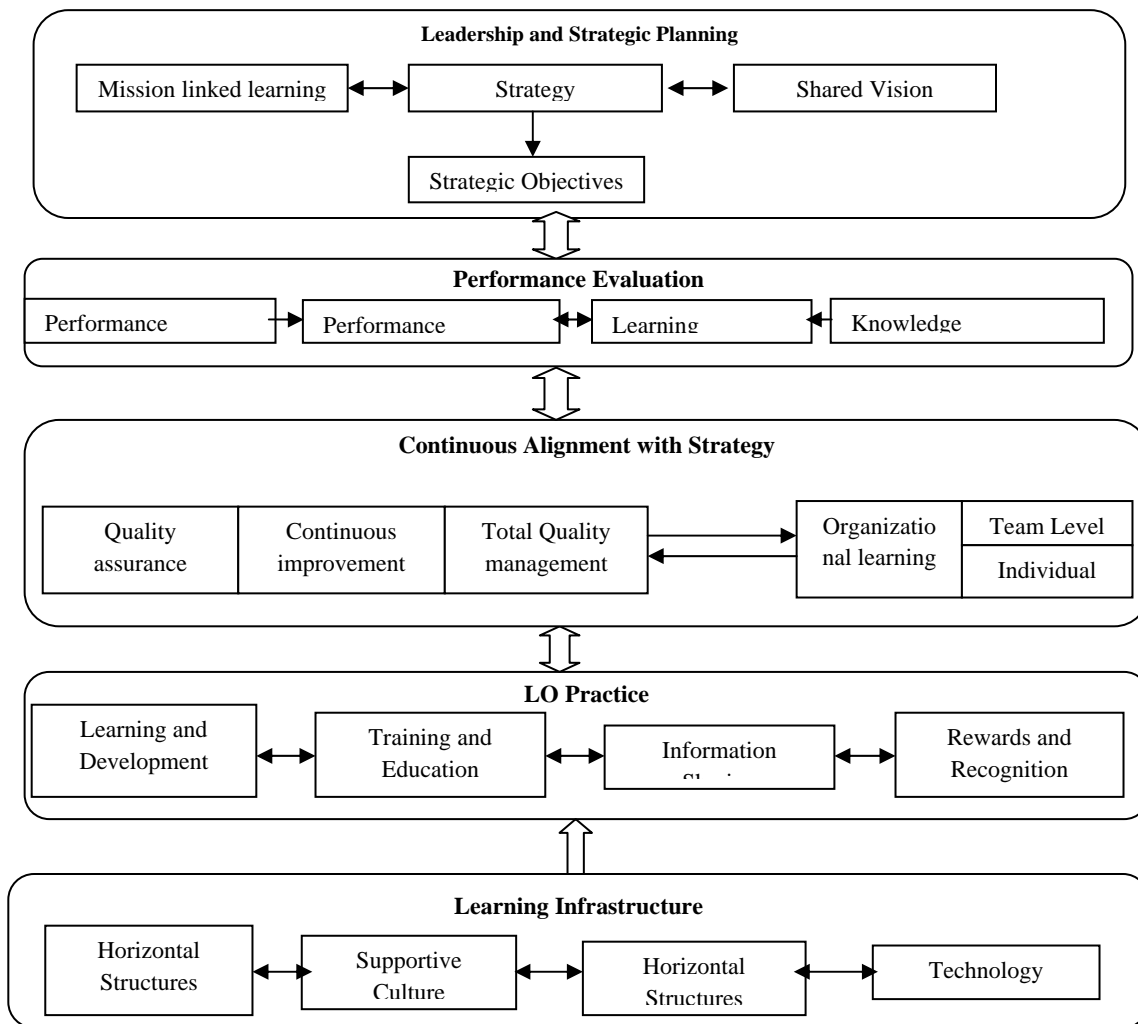 Leadership and Strategic Planning
Mission linked learning
Strategy
Shared Vision
Strategic Objectives
Performance Evaluation
Performance
Performance
Learning
Knowledge
Continuous Alignment with Strategy
Quality
assurance
Continuous
improvement
Total Quality
management
Organizatio
nal learning
Team Level
Individual
LO Practice
Learning and
Development
Training and
Education
Information
Rewards and
Recognition
Learning Infrastructure
Horizontal
Structures
Supportive
Culture
Horizontal
Structures
Technology